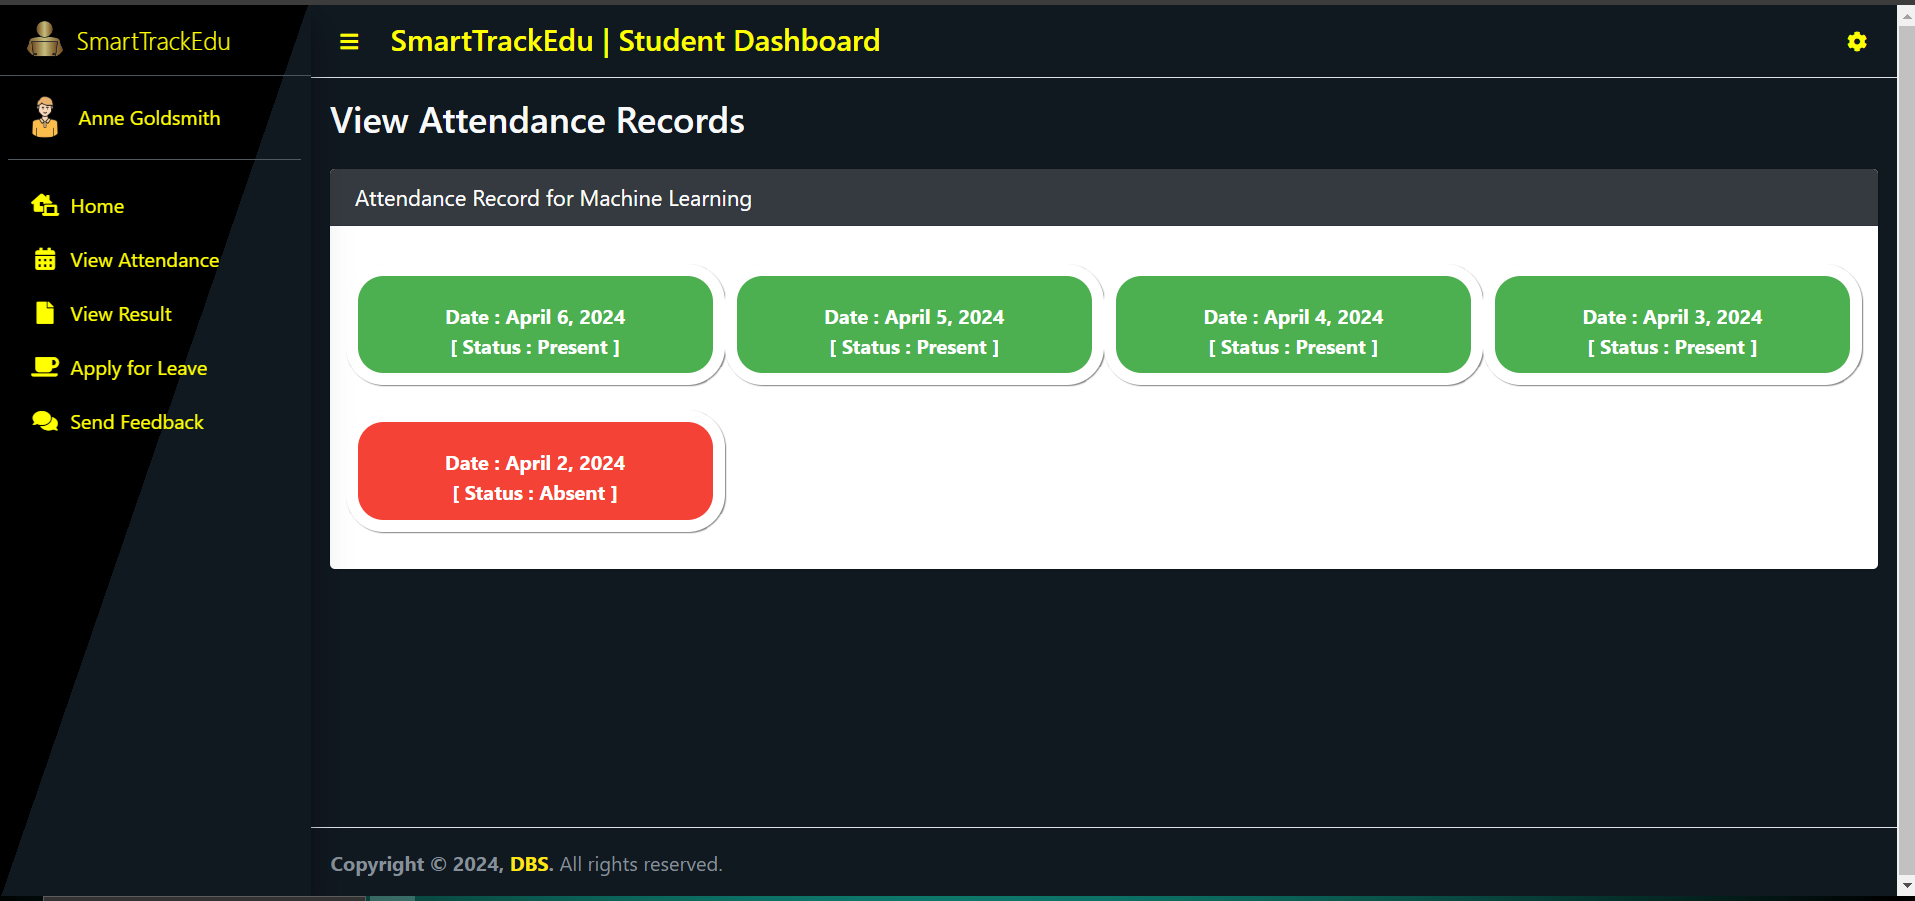 SmartTrackEdu
SmartTrackEdu | Student Dashboard
Anne Goldsmith
Home
View Attendance
View Result
Apply for Leave
Send Feedback
View Attendance Records
Attendance Record for Machine Learning
Date : April 6, 2024
[ Status : Present ]
Date : April 5, 2024
[ Status : Present ]
Date : April 4, 2024
[ Status : Present ]
Date : April 3, 2024
[ Status : Present ]
Date : April 2, 2024
[ Status : Absent ]
Copyright © 2024, DBS. All rights reserved.